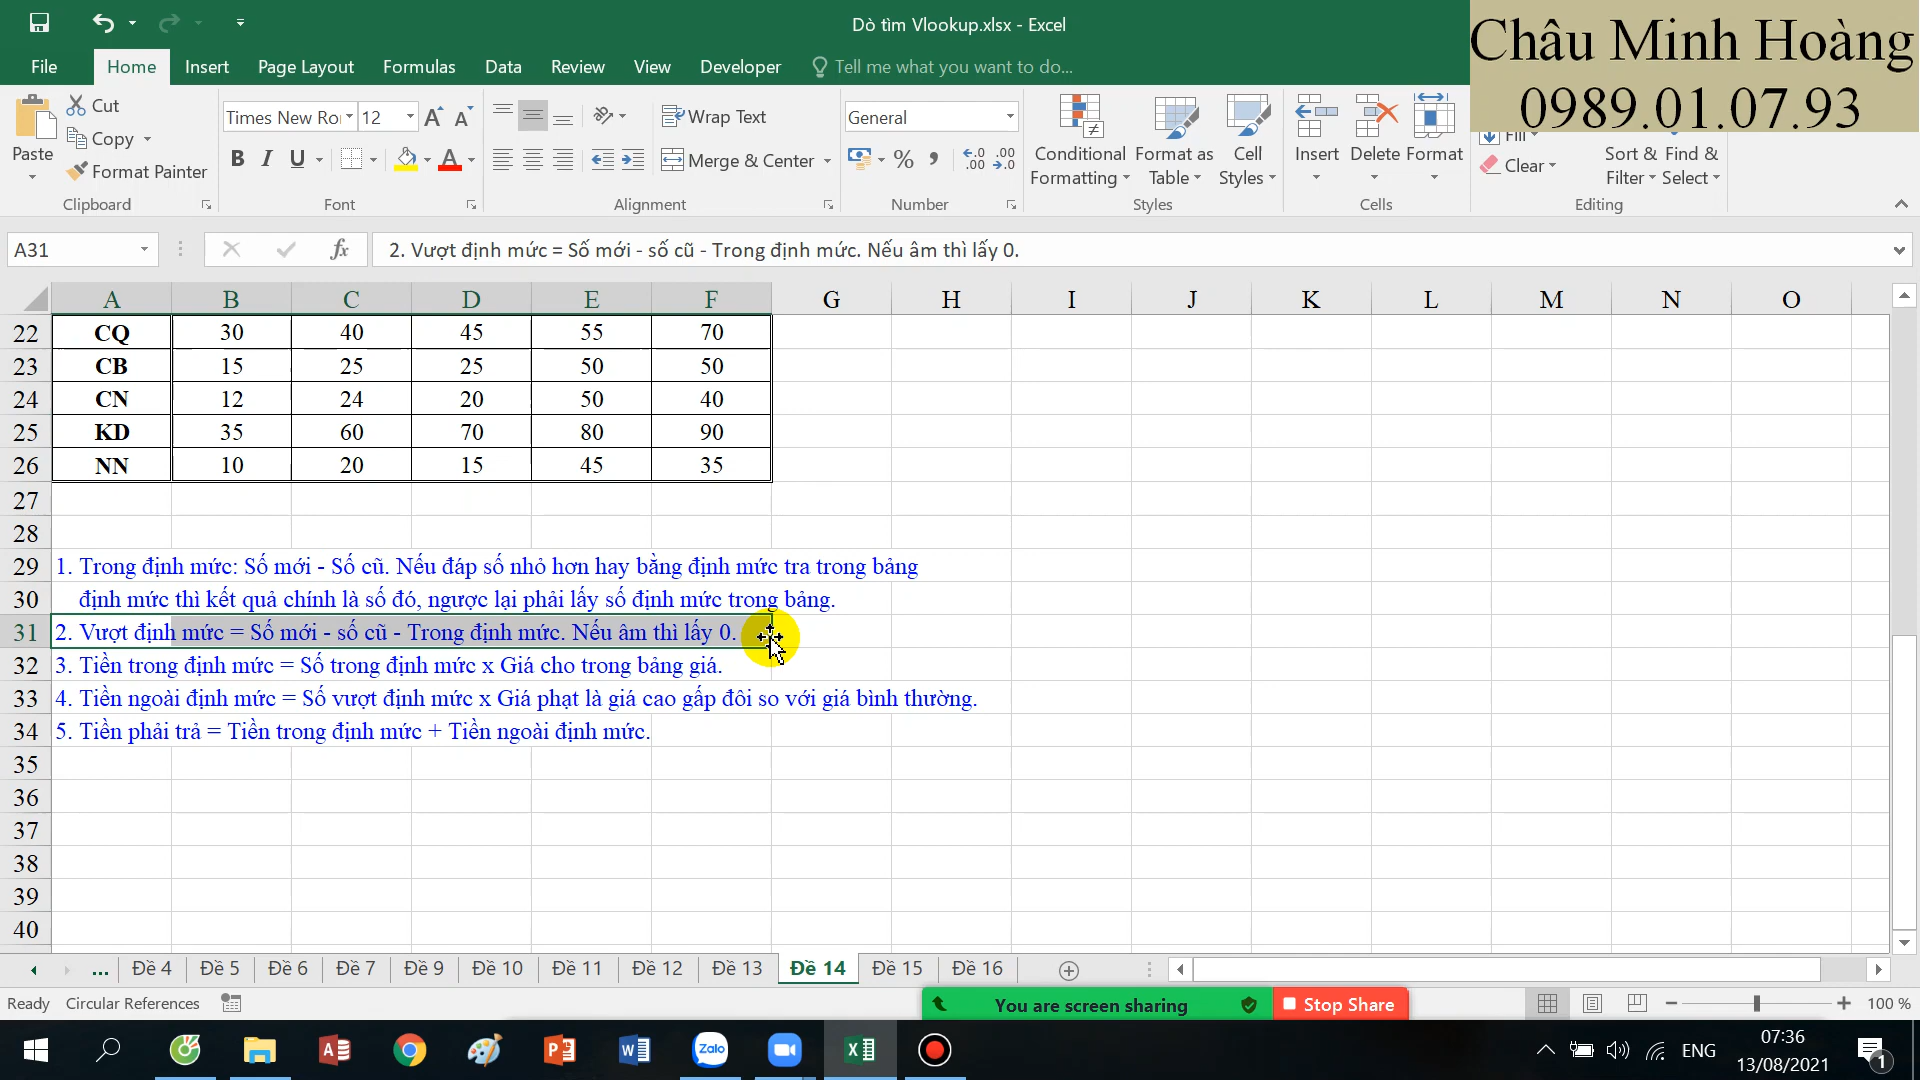 Dò tìm Vlookup.xlsx - Excel
Châu Minh Hoàng
0989.01.07.93
File Home Insert Page Layout Formulas Data Review View Developer Tell me what you want to do...
Paste
Cut
Copy
Format Painter
Clipboard
Times New Ro 12
B I U
Font
Wrap Text
Merge & Center
Alignment
General
Number
Conditional Formatting
Format as Table
Cell Styles
Styles
Insert Delete Format
Cells
Fill
Clear
Sort & Filter
Find & Select
Editing
A31
fx
2. Vượt định mức = Số mới - số cũ - Trong định mức. Nếu âm thì lấy 0.
A B C D E F G H I J K L M N O
22 CQ 30 40 45 55 70
23 CB 15 25 25 50 50
24 CN 12 24 20 50 40
25 KD 35 60 70 80 90
26 NN 10 20 15 45 35
27
28
29 1. Trong định mức: Số mới - Số cũ. Nếu đáp số nhỏ hơn hay bằng định mức tra trong bảng
30 định mức thì kết quả chính là số đó, ngược lại phải lấy số định mức trong bảng.
31 2. Vượt định mức = Số mới - số cũ - Trong định mức. Nếu âm thì lấy 0.
32 3. Tiền trong định mức = Số trong định mức x Giá cho trong bảng giá.
33 4. Tiền ngoài định mức = Số vượt định mức x Giá phạt là giá cao gấp đôi so với giá bình thường.
34 5. Tiền phải trả = Tiền trong định mức + Tiền ngoài định mức.
35
36
37
38
39
40
... Đề 4 Đề 5 Đề 6 Đề 7 Đề 9 Đề 10 Đề 11 Đề 12 Đề 13 Đề 14 Đề 15 Đề 16
Ready Circular References
You are screen sharing
Stop Share
100 %
Zalo
ENG
07:36
13/08/2021
1